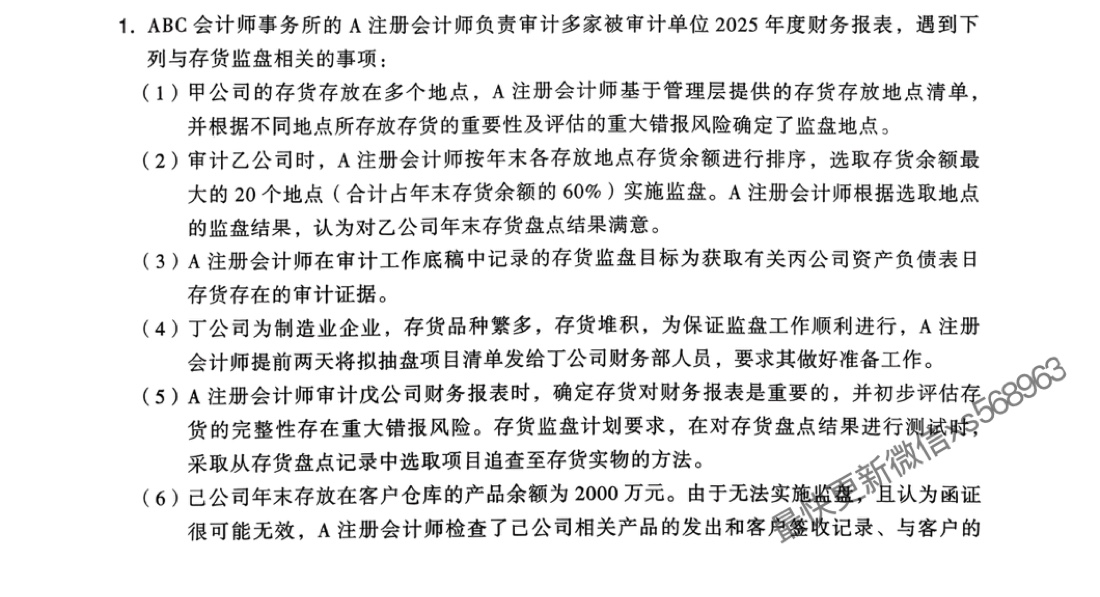 1. ABC 会计师事务所的 A 注册会计师负责审计多家被审计单位 2025 年度财务报表，遇到下
列与存货监盘相关的事项：
（1）甲公司的存货存放在多个地点，A 注册会计师基于管理层提供的存货存放地点清单，
并根据不同地点所存放存货的重要性及评估的重大错报风险确定了监盘地点。
（2）审计乙公司时，A 注册会计师按年末各存放地点存货余额进行排序，选取存货余额最
大的 20 个地点（合计占年末存货余额的 60%）实施监盘。A 注册会计师根据选取地点
的监盘结果，认为对乙公司年末存货盘点结果满意。
（3）A 注册会计师在审计工作底稿中记录的存货监盘目标为获取有关丙公司资产负债表日
存货存在的审计证据。
（4）丁公司为制造业企业，存货品种繁多，存货堆积，为保证监盘工作顺利进行，A 注册
会计师提前两天将拟抽盘项目清单发给丁公司财务部人员，要求其做好准备工作。
（5）A 注册会计师审计戊公司财务报表时，确定存货对财务报表是重要的，并初步评估存
货的完整性存在重大错报风险。存货监盘计划要求，在对存货盘点结果进行测试时，
采取从存货盘点记录中选取项目追查至存货实物的方法。
（6）己公司年末存放在客户仓库的产品余额为 2000 万元。由于无法实施监盘，且认为函证
很可能无效，A 注册会计师检查了己公司相关产品的发出和客户签收记录、与客户的
最快更新微信xs568963